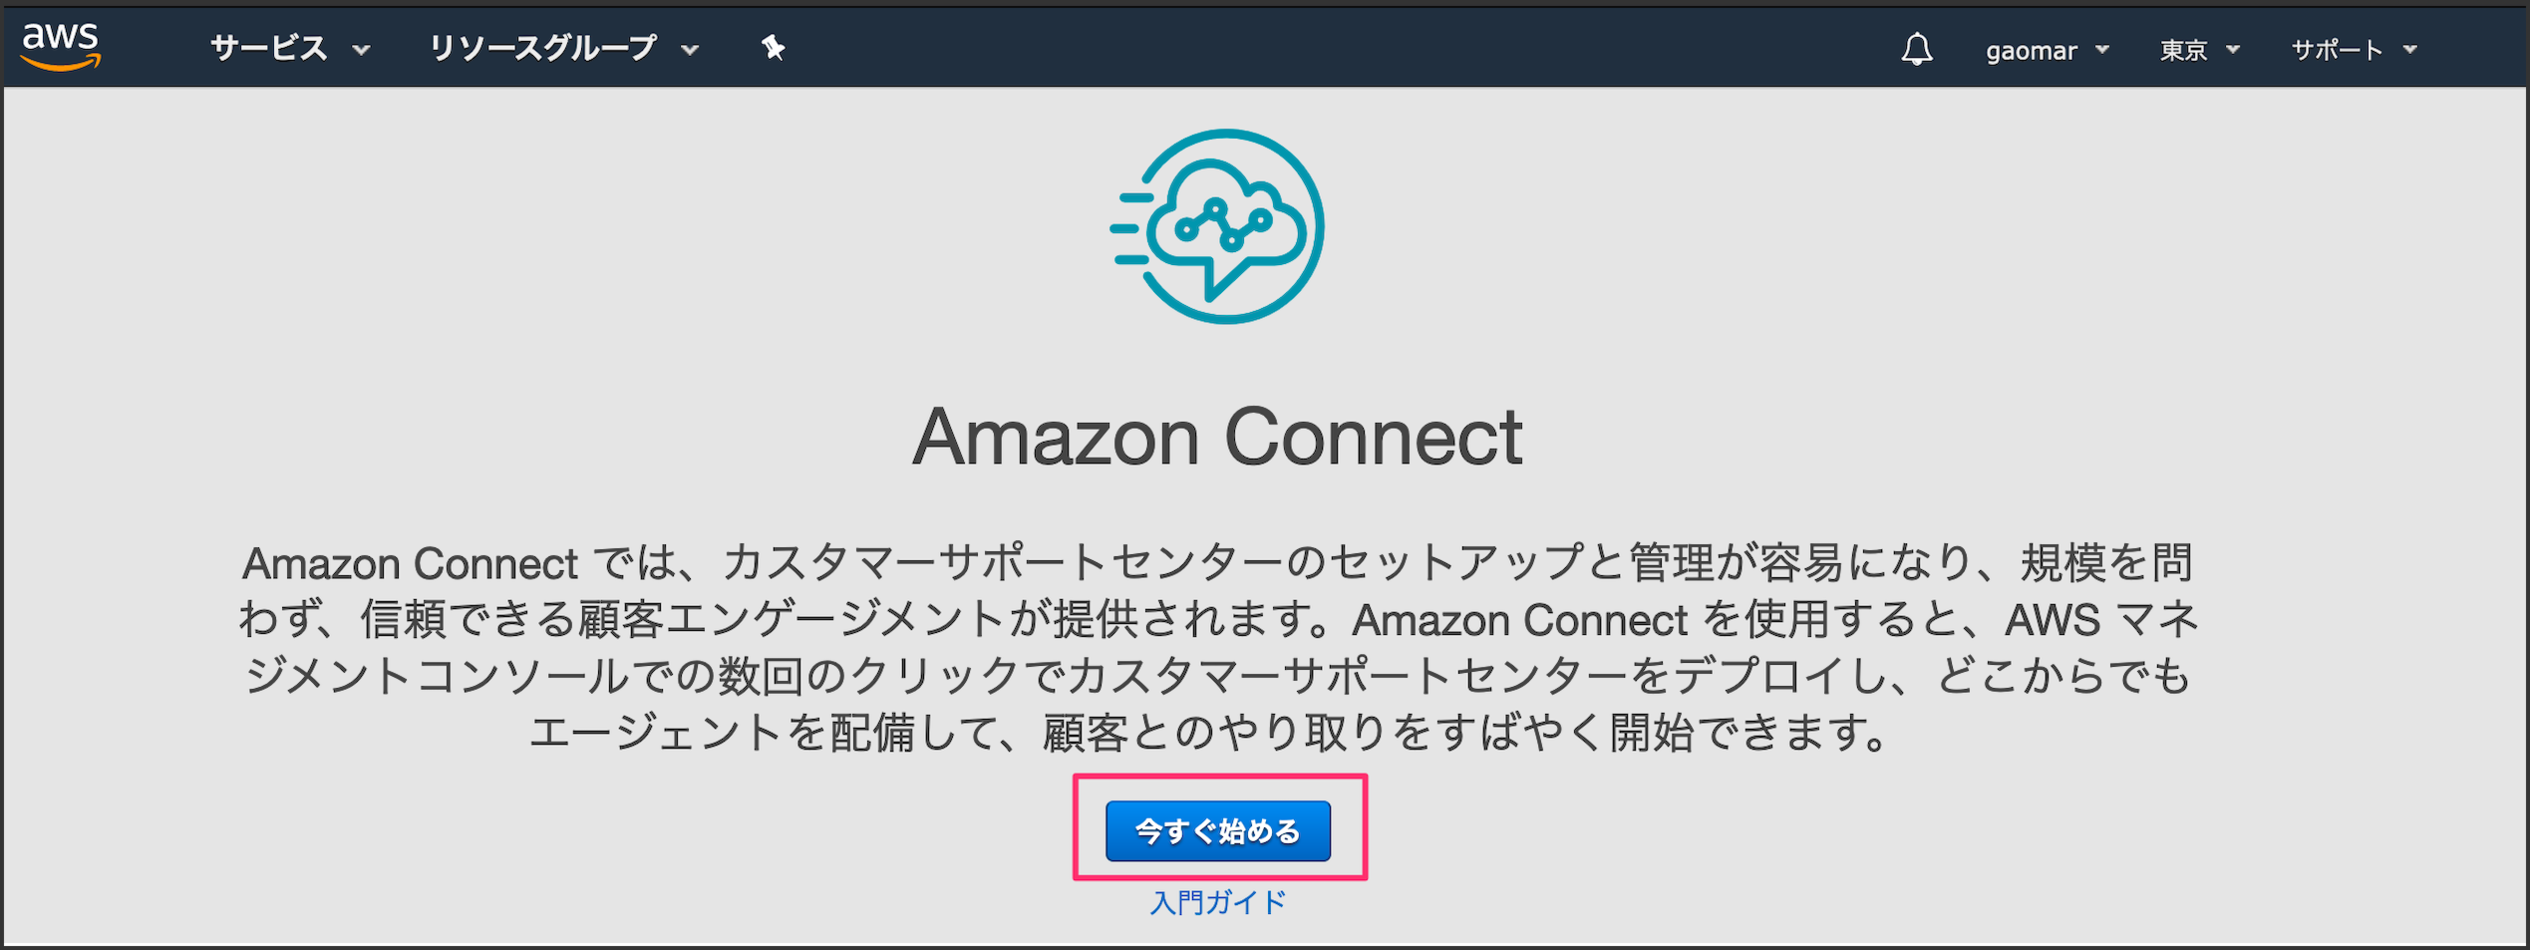 aws サービス リソースグループ gaomar 東京 サポート
Amazon Connect
Amazon Connect では、カスタマーサポートセンターのセットアップと管理が容易になり、規模を問
わず、信頼できる顧客エンゲージメントが提供されます。Amazon Connect を使用すると、AWS マネ
ジメントコンソールでの数回のクリックでカスタマーサポートセンターをデプロイし、どこからでも
エージェントを配備して、顧客とのやり取りをすばやく開始できます。
今すぐ始める
入門ガイド